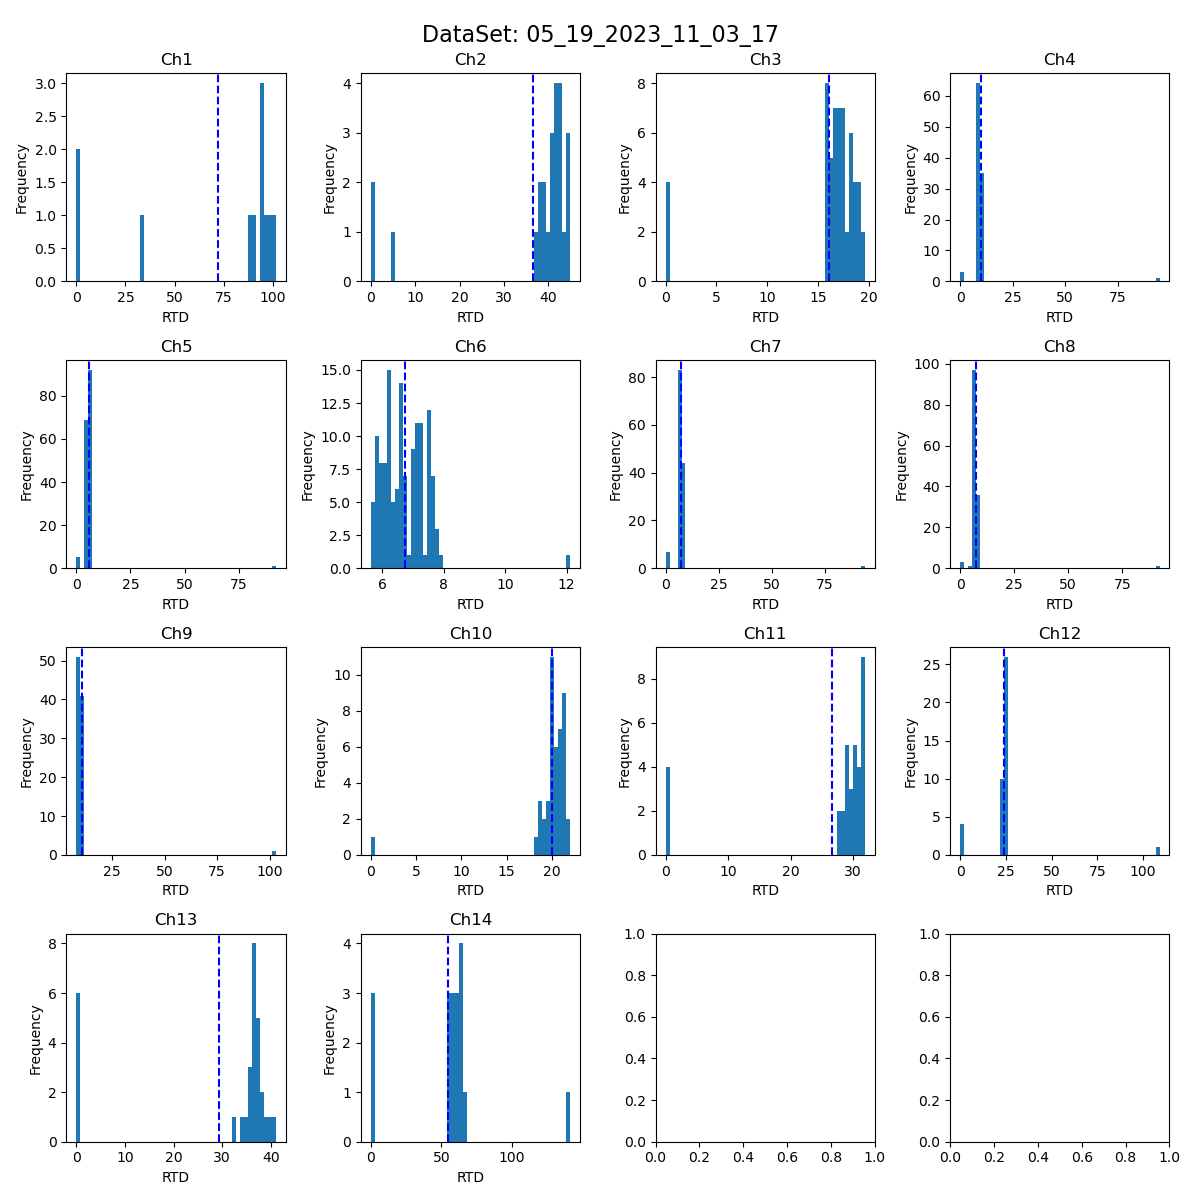 DataSet: 05_19_2023_11_03_17
Ch1 Ch2 Ch3 Ch4
3.0 2.5 2.0 1.5 1.0 0.5 0.0
Frequency
0 25 50 75 100
RTD
4 3 2 1 0
Frequency
0 10 20 30 40
RTD
8 6 4 2 0
Frequency
0 5 10 15 20
RTD
60 50 40 30 20 10 0
Frequency
0 25 50 75
RTD
Ch5 Ch6 Ch7 Ch8
80 60 40 20 0
Frequency
0 25 50 75
RTD
15.0 12.5 10.0 7.5 5.0 2.5 0.0
Frequency
6 8 10 12
RTD
80 60 40 20 0
Frequency
0 25 50 75
RTD
100 80 60 40 20 0
Frequency
0 25 50 75
RTD
Ch9 Ch10 Ch11 Ch12
50 40 30 20 10 0
Frequency
25 50 75 100
RTD
10 8 6 4 2 0
Frequency
0 5 10 15 20
RTD
8 6 4 2 0
Frequency
0 10 20 30
RTD
25 20 15 10 5 0
Frequency
0 25 50 75 100
RTD
Ch13 Ch14
8 6 4 2 0
Frequency
0 10 20 30 40
RTD
4 3 2 1 0
Frequency
0 50 100
RTD
1.0 0.8 0.6 0.4 0.2 0.0
0.0 0.2 0.4 0.6 0.8 1.0
1.0 0.8 0.6 0.4 0.2 0.0
0.0 0.2 0.4 0.6 0.8 1.0